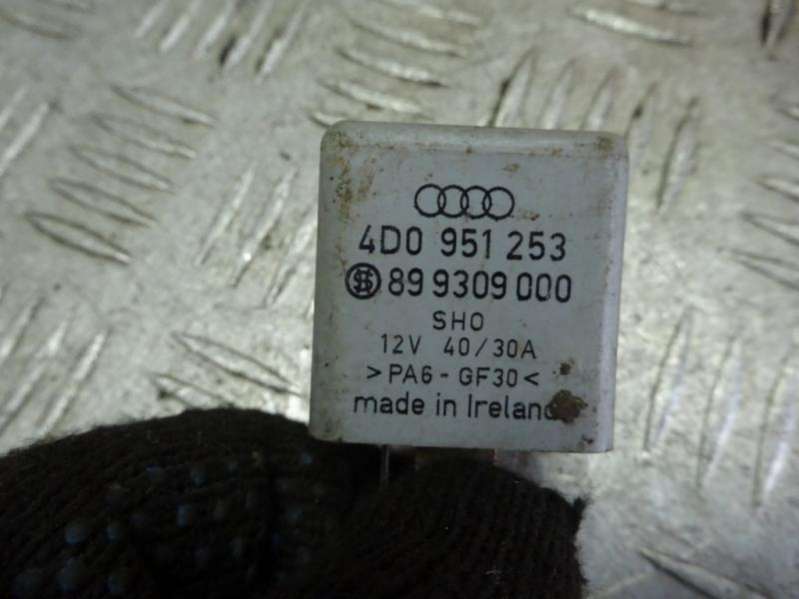 4D0 951 253
89 9309 000
SHO
12V 40/30A
>PA6-GF30<
made in Ireland